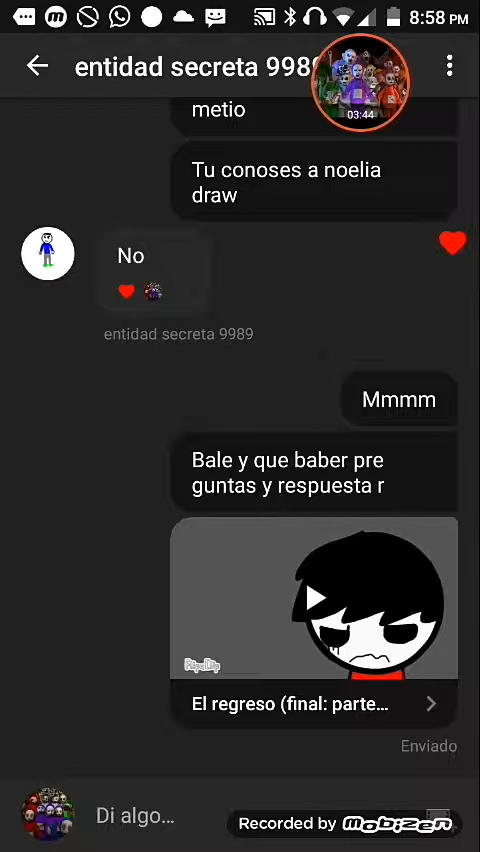 8:58 PM
entidad secreta 998
03:44
metio
Tu conoses a noelia
draw
No
entidad secreta 9989
Mmmm
Bale y que baber pre
guntas y respuesta r
FlipaClip
El regreso (final: parte...
Enviado
Di algo...
Recorded by Mobizen